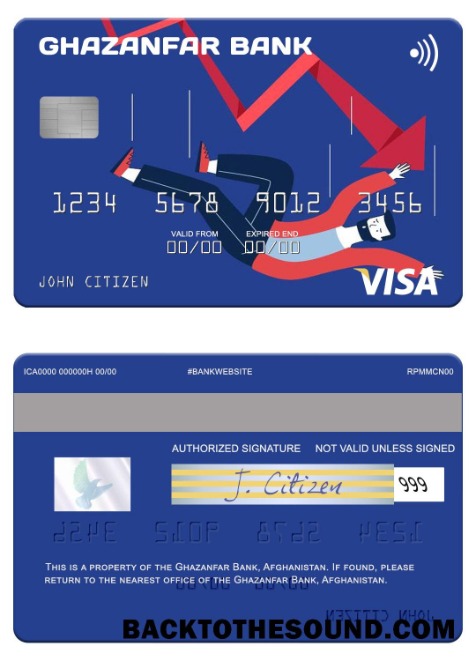 GHAZANFAR BANK
1234 5678 9012 3456
VALID FROM EXPIRED END
00/00 00/00
JOHN CITIZEN
VISA
ICA0000 000000H 00/00 #BANKWEBSITE RPMMCN00
AUTHORIZED SIGNATURE NOT VALID UNLESS SIGNED
J. Citizen 999
THIS IS A PROPERTY OF THE GHAZANFAR BANK, AFGHANISTAN. IF FOUND, PLEASE
RETURN TO THE NEAREST OFFICE OF THE GHAZANFAR BANK, AFGHANISTAN.
BACKTOTHESOUND.COM